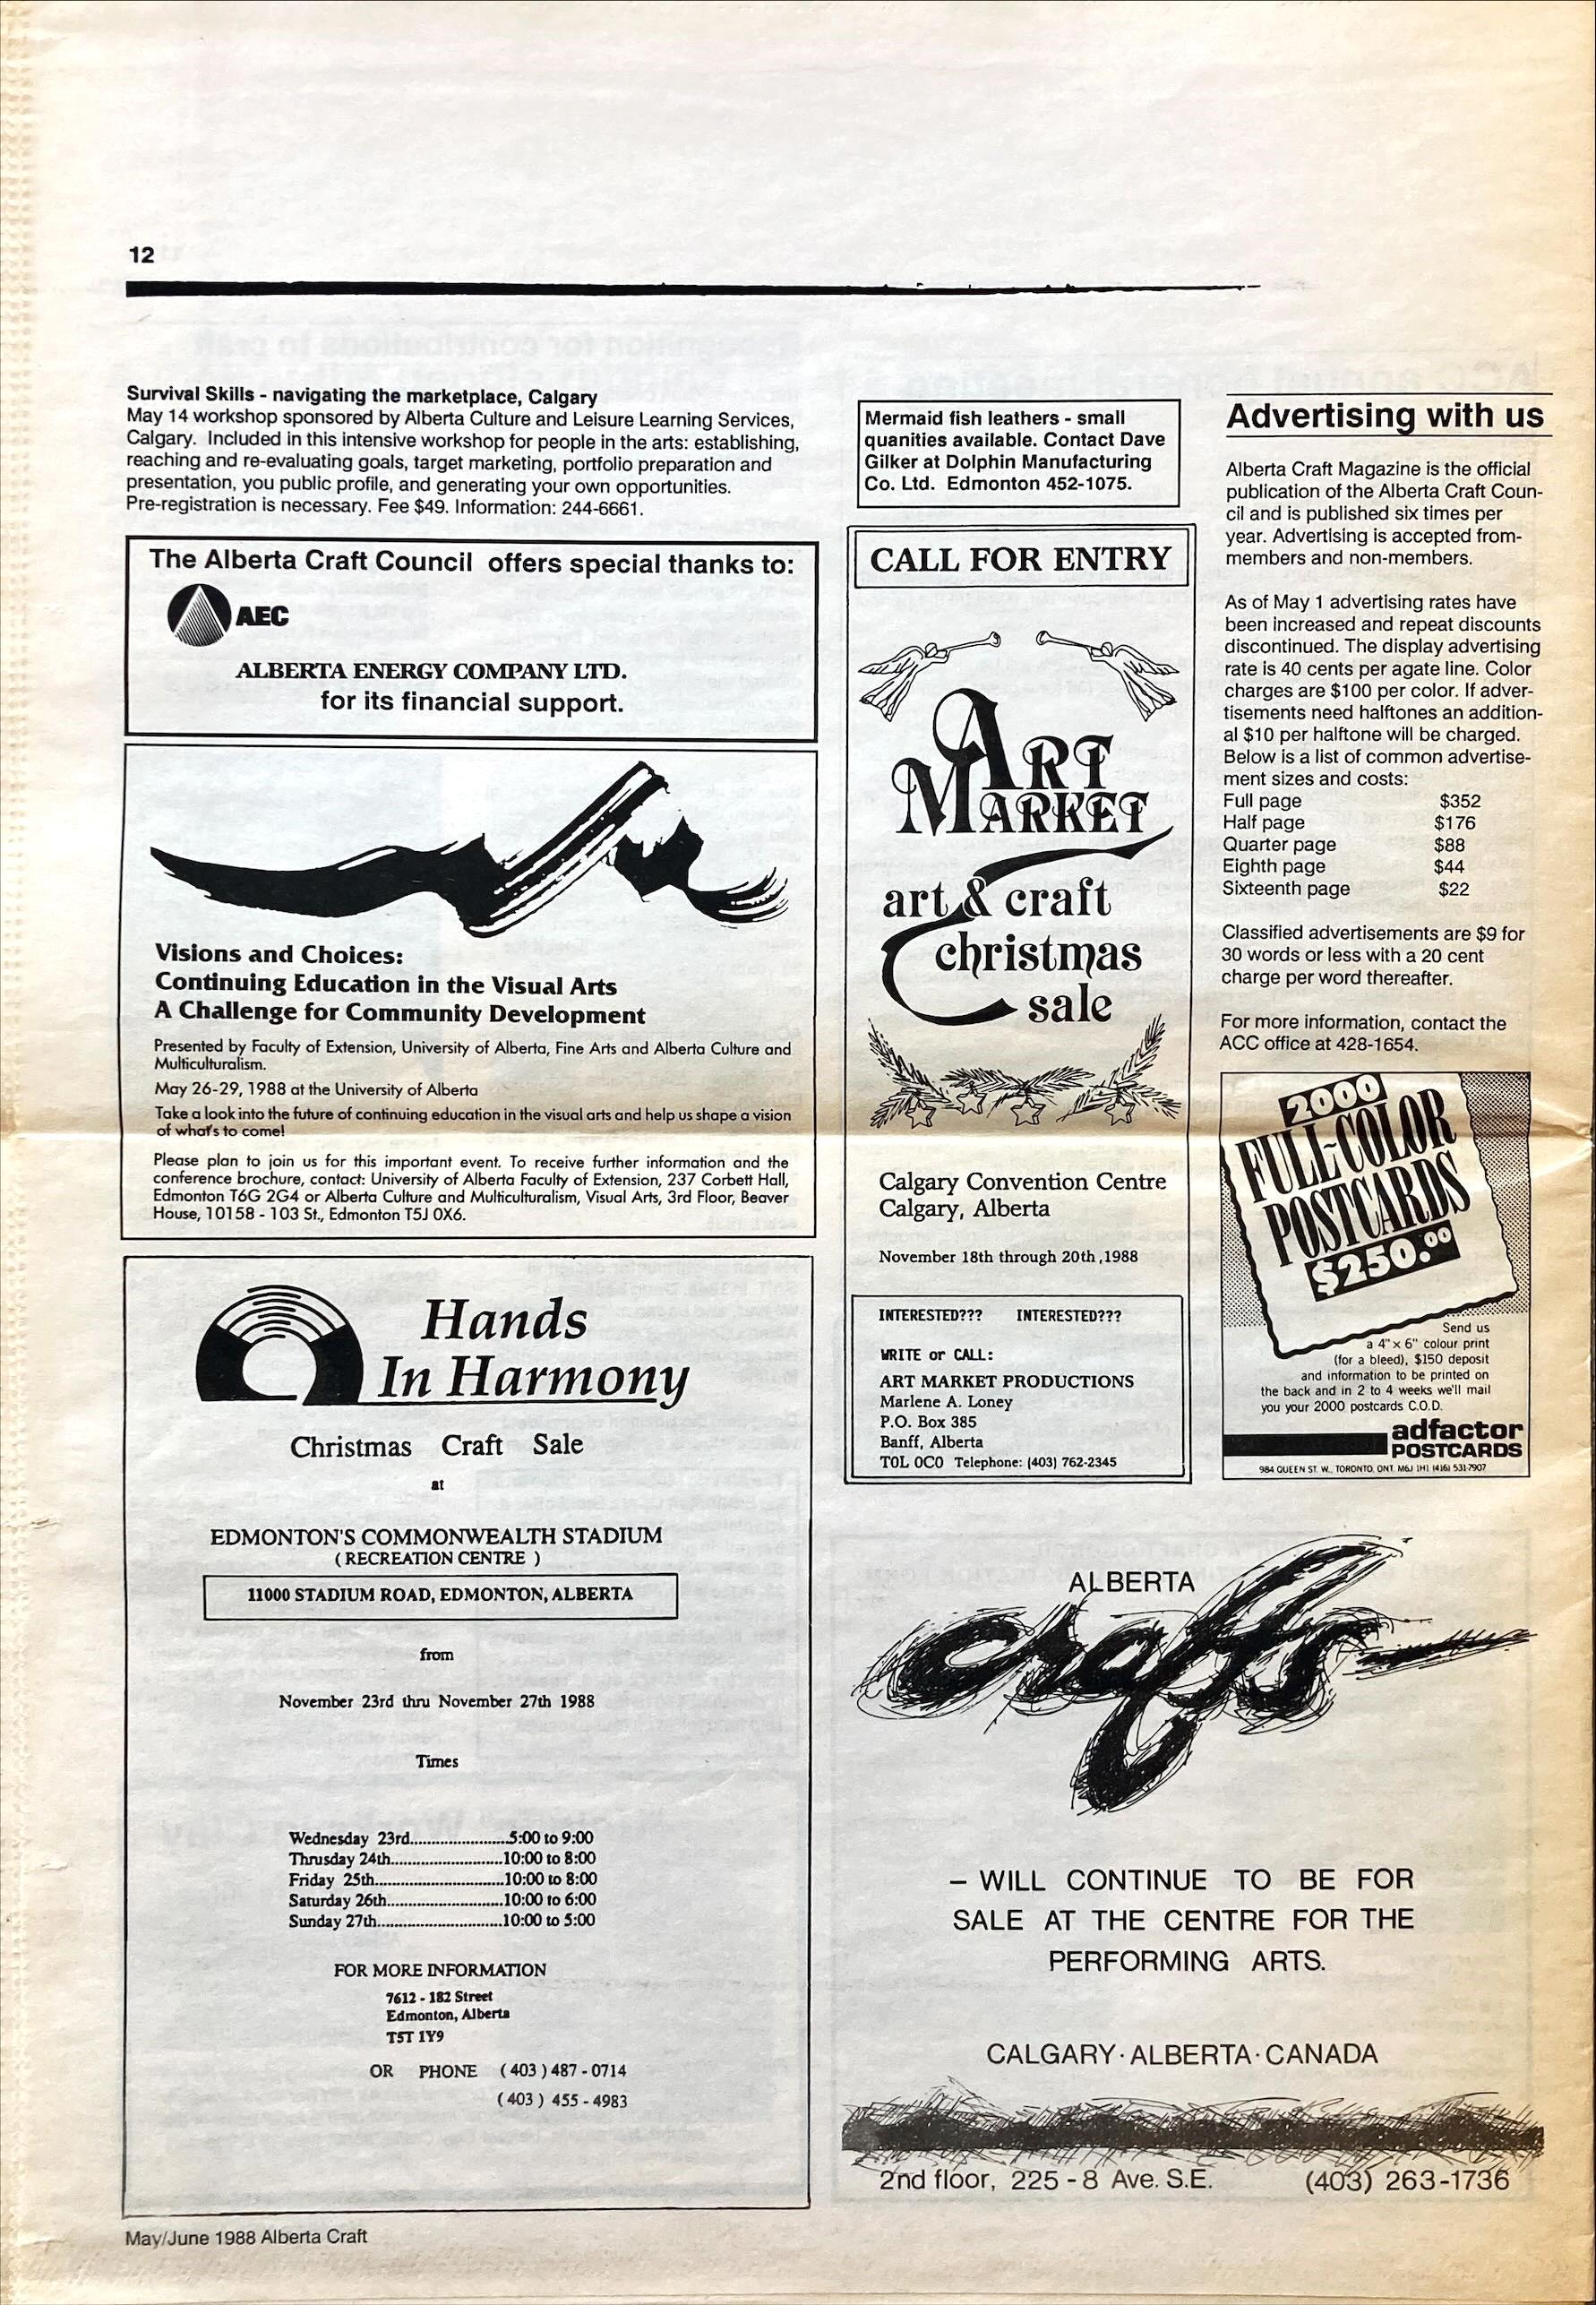 12
Survival Skills - navigating the marketplace, Calgary
May 14 workshop sponsored by Alberta Culture and Leisure Learning Services,
Calgary. Included in this intensive workshop for people in the arts: establishing,
reaching and re-evaluating goals, target marketing, portfolio preparation and
presentation, you public profile, and generating your own opportunities.
Pre-registration is necessary. Fee $49. Information: 244-6661.
The Alberta Craft Council offers special thanks to:
AEC
ALBERTA ENERGY COMPANY LTD.
for its financial support.
Visions and Choices:
Continuing Education in the Visual Arts
A Challenge for Community Development
Presented by Faculty of Extension, University of Alberta, Fine Arts and Alberta Culture and
Multiculturalism.
May 26-29, 1988 at the University of Alberta
Take a look into the future of continuing education in the visual arts and help us shape a vision
of what's to come!
Please plan to join us for this important event. To receive further information and the
conference brochure, contact: University of Alberta Faculty of Extension, 237 Corbett Hall,
Edmonton T6G 2G4 or Alberta Culture and Multiculturalism, Visual Arts, 3rd Floor, Beaver
House, 10158 - 103 St., Edmonton T5J 0X6.
Hands
In Harmony
Christmas Craft Sale
at
EDMONTON'S COMMONWEALTH STADIUM
( RECREATION CENTRE )
11000 STADIUM ROAD, EDMONTON, ALBERTA
from
November 23rd thru November 27th 1988
Times
Wednesday 23rd.......................5:00 to 9:00
Thrusday 24th..........................10:00 to 8:00
Friday 25th..............................10:00 to 8:00
Saturday 26th...........................10:00 to 6:00
Sunday 27th.............................10:00 to 5:00
FOR MORE INFORMATION
7612 - 182 Street
Edmonton, Alberta
T5T 1Y9
OR PHONE ( 403 ) 487 - 0714
( 403 ) 455 - 4983
May/June 1988 Alberta Craft
Mermaid fish leathers - small
quanities available. Contact Dave
Gilker at Dolphin Manufacturing
Co. Ltd. Edmonton 452-1075.
CALL FOR ENTRY
ART
MARKET
art & craft
christmas
sale
Calgary Convention Centre
Calgary, Alberta
November 18th through 20th ,1988
INTERESTED??? INTERESTED???
WRITE or CALL:
ART MARKET PRODUCTIONS
Marlene A. Loney
P.O. Box 385
Banff, Alberta
T0L 0C0 Telephone: (403) 762-2345
Advertising with us
Alberta Craft Magazine is the official
publication of the Alberta Craft Coun-
cil and is published six times per
year. Advertising is accepted from-
members and non-members.
As of May 1 advertising rates have
been increased and repeat discounts
discontinued. The display advertising
rate is 40 cents per agate line. Color
charges are $100 per color. If adver-
tisements need halftones an addition-
al $10 per halftone will be charged.
Below is a list of common advertise-
ment sizes and costs:
Full page $352
Half page $176
Quarter page $88
Eighth page $44
Sixteenth page $22
Classified advertisements are $9 for
30 words or less with a 20 cent
charge per word thereafter.
For more information, contact the
ACC office at 428-1654.
2000
FULL-COLOR
POSTCARDS
$250.00
Send us
a 4" x 6" colour print
(for a bleed), $150 deposit
and information to be printed on
the back and in 2 to 4 weeks we'll mail
you your 2000 postcards C.O.D.
adfactor
POSTCARDS
984 QUEEN ST. W., TORONTO, ONT. M6J 1H1 (416) 531-7907
ALBERTA
crafts
– WILL CONTINUE TO BE FOR
SALE AT THE CENTRE FOR THE
PERFORMING ARTS.
CALGARY · ALBERTA · CANADA
2nd floor, 225 - 8 Ave. S.E. (403) 263-1736